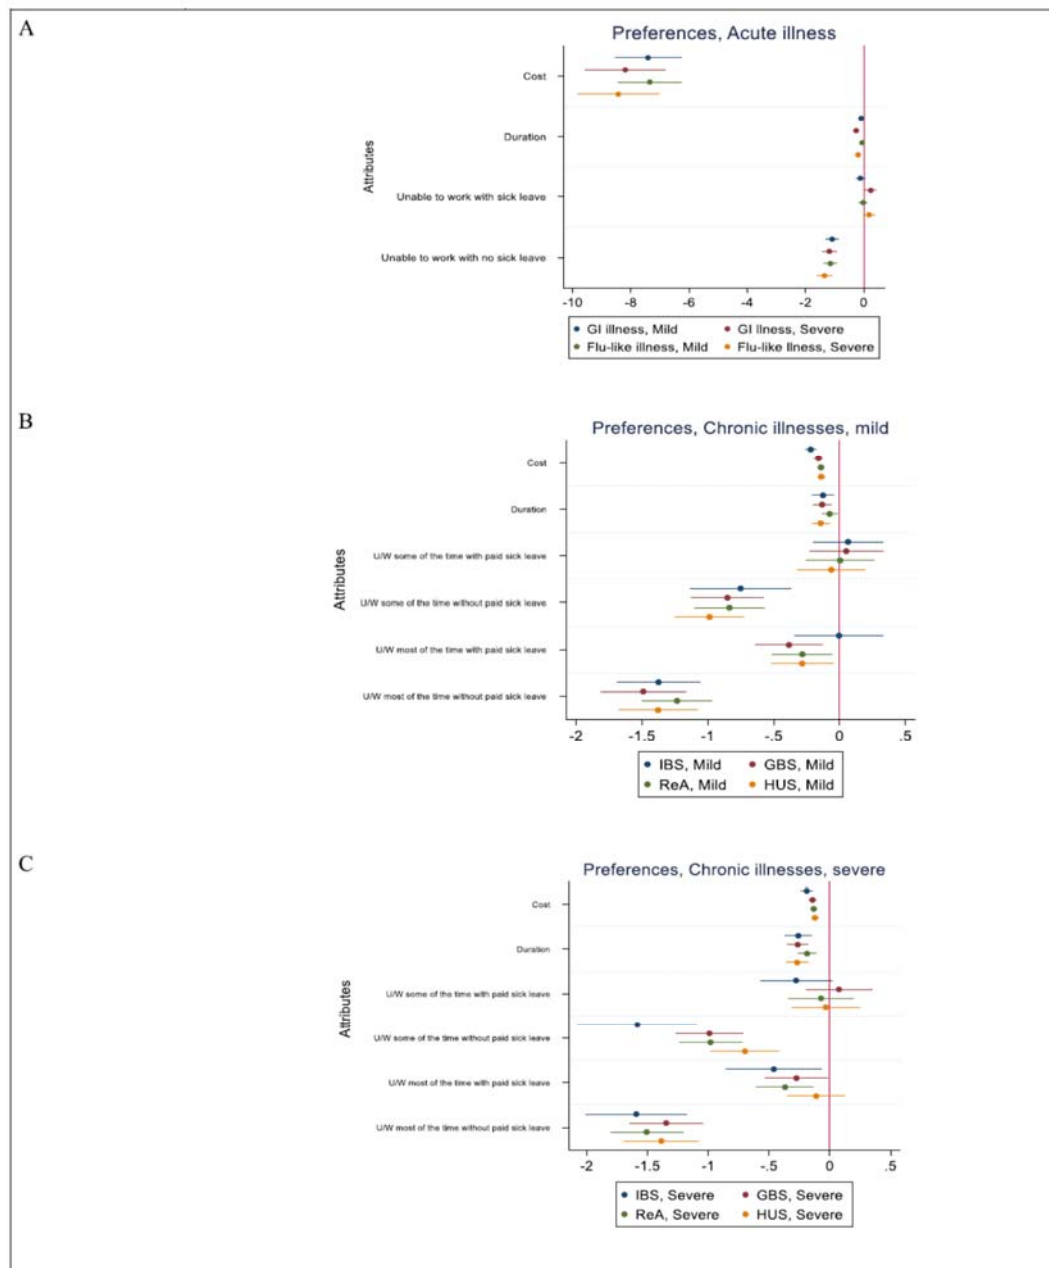 A
Preferences, Acute illness
Attributes
Cost
Duration
Unable to work with sick leave
Unable to work with no sick leave
-10 -8 -6 -4 -2 0
GI illness, Mild GI Ilness, Severe
Flu-like illness, Mild Flu-like Ilness, Severe
B
Preferences, Chronic illnesses, mild
Attributes
Cost
Duration
U/W some of the time with paid sick leave
U/W some of the time without paid sick leave
U/W most of the time with paid sick leave
U/W most of the time without paid sick leave
-2 -1.5 -1 -.5 0 .5
IBS, Mild GBS, Mild
ReA, Mild HUS, Mild
C
Preferences, Chronic illnesses, severe
Attributes
Cost
Duration
U/W some of the time with paid sick leave
U/W some of the time without paid sick leave
U/W most of the time with paid sick leave
U/W most of the time without paid sick leave
-2 -1.5 -1 -.5 0 .5
IBS, Severe GBS, Severe
ReA, Severe HUS, Severe